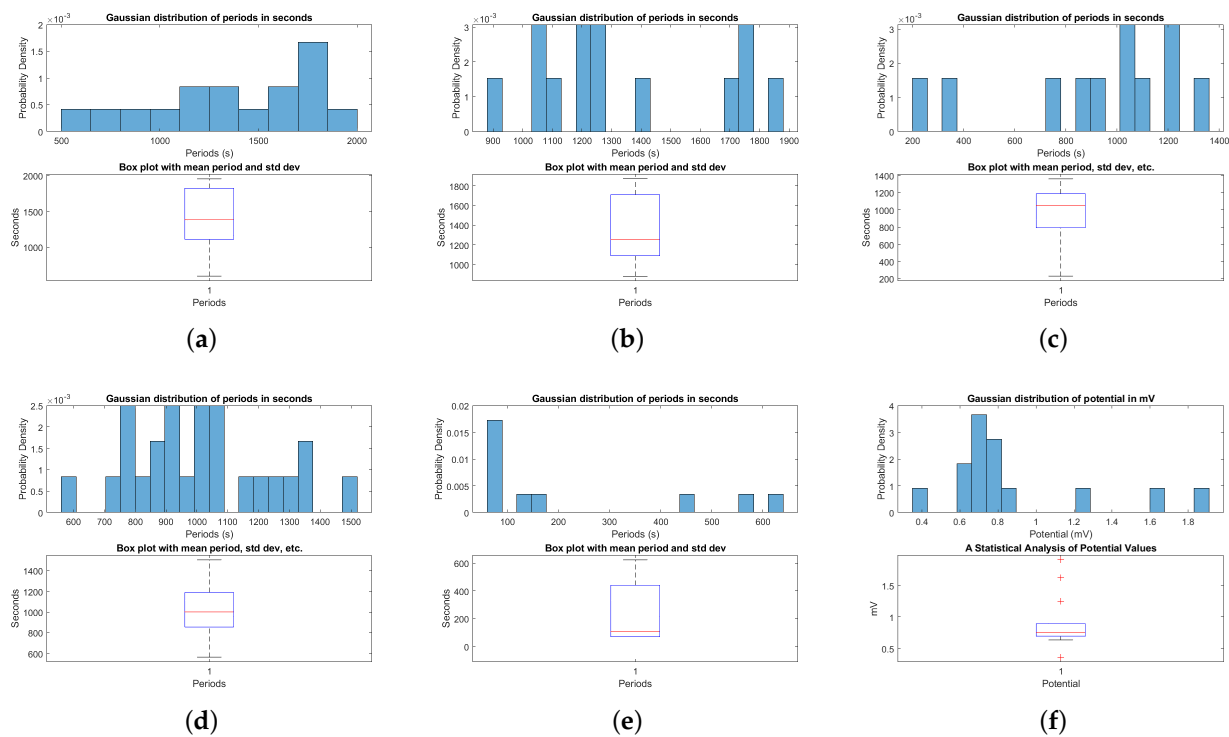 Gaussian distribution of periods in seconds
×10⁻³
Probability Density
2
1.5
1
0.5
0
500 1000 1500 2000
Periods (s)
Box plot with mean period and std dev
Seconds
2000
1500
1000
1
Periods
(a)
Gaussian distribution of periods in seconds
×10⁻³
Probability Density
3
2
1
0
900 1000 1100 1200 1300 1400 1500 1600 1700 1800 1900
Periods (s)
Box plot with mean period and std dev
Seconds
1800
1600
1400
1200
1000
1
Periods
(b)
Gaussian distribution of periods in seconds
×10⁻³
Probability Density
3
2
1
0
200 400 600 800 1000 1200 1400
Periods (s)
Box plot with mean period, std dev, etc.
Seconds
1400
1200
1000
800
600
400
200
1
Periods
(c)
Gaussian distribution of periods in seconds
×10⁻³
Probability Density
2.5
2
1.5
1
0.5
0
600 700 800 900 1000 1100 1200 1300 1400 1500
Periods (s)
Box plot with mean period, std dev, etc.
Seconds
1400
1200
1000
800
600
1
Periods
(d)
Gaussian distribution of periods in seconds
Probability Density
0.02
0.015
0.01
0.005
0
100 200 300 400 500 600
Periods (s)
Box plot with mean period and std dev
Seconds
600
400
200
0
1
Periods
(e)
Gaussian distribution of potential in mV
Probability Density
4
3
2
1
0
0.4 0.6 0.8 1 1.2 1.4 1.6 1.8
Potential (mV)
A Statistical Analysis of Potential Values
mV
1.5
1
0.5
1
Potential
(f)